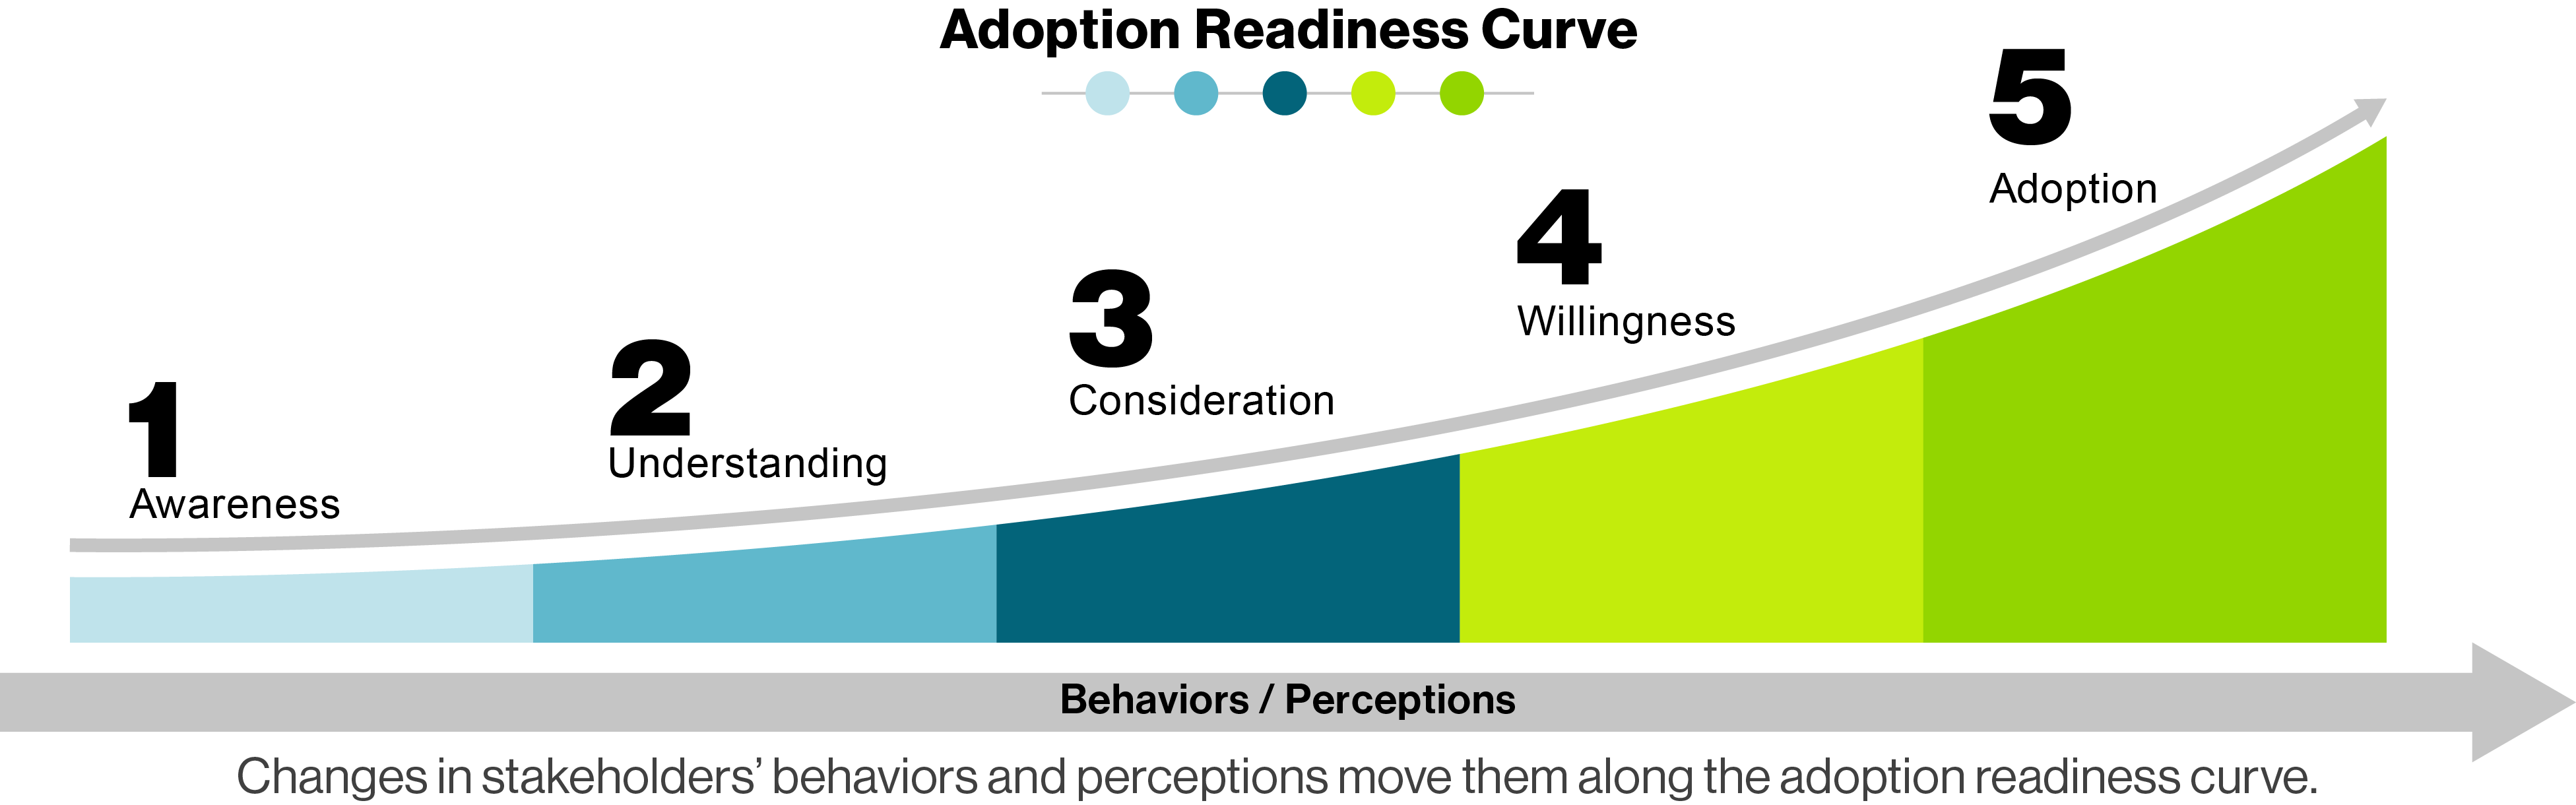 Adoption Readiness Curve
1
Awareness
2
Understanding
3
Consideration
4
Willingness
5
Adoption
Behaviors / Perceptions
Changes in stakeholders’ behaviors and perceptions move them along the adoption readiness curve.